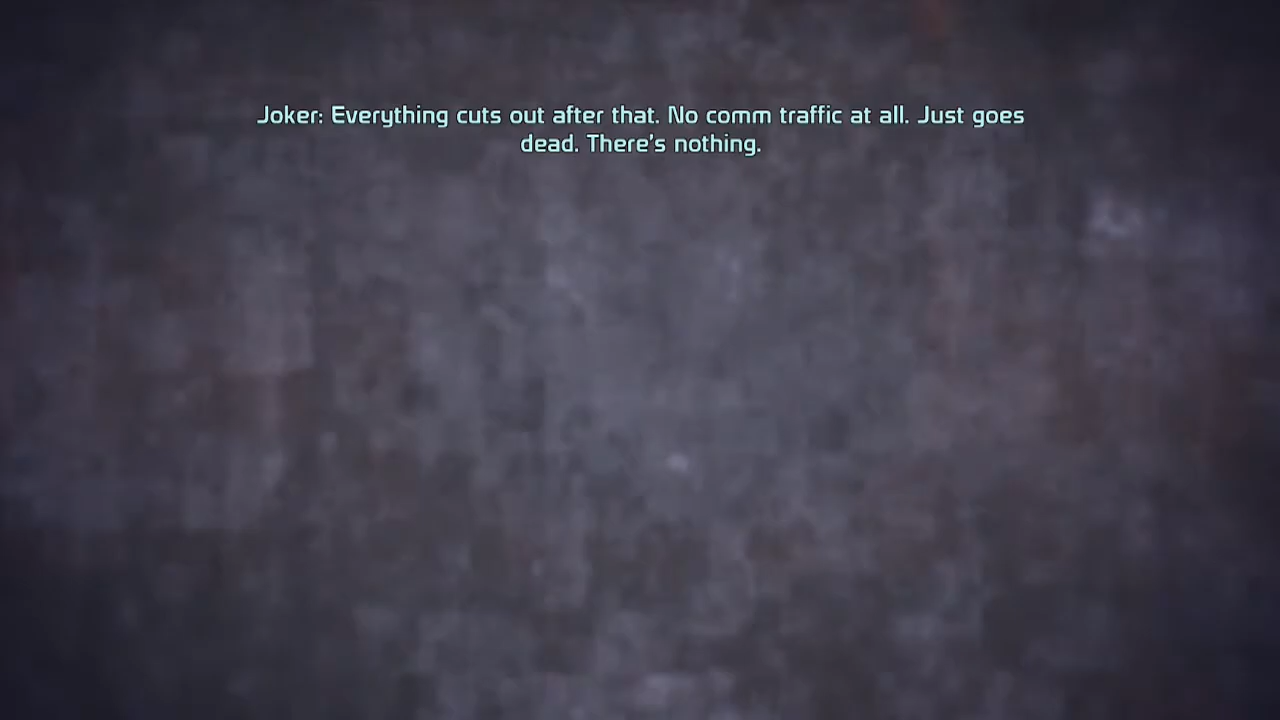 Joker: Everything cuts out after that. No comm traffic at all. Just goes
dead. There's nothing.